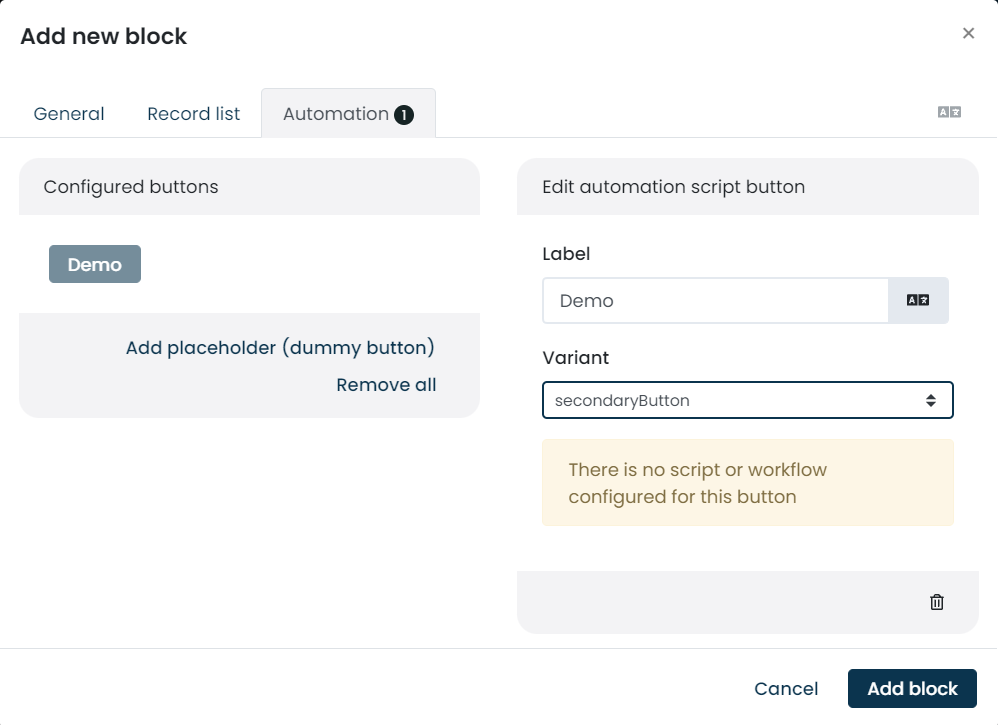 Add new block
×
General
Record list
Automation 1
Configured buttons
Demo
Add placeholder (dummy button)
Remove all
Edit automation script button
Label
Demo
Variant
secondaryButton
There is no script or workflow
configured for this button
Cancel
Add block